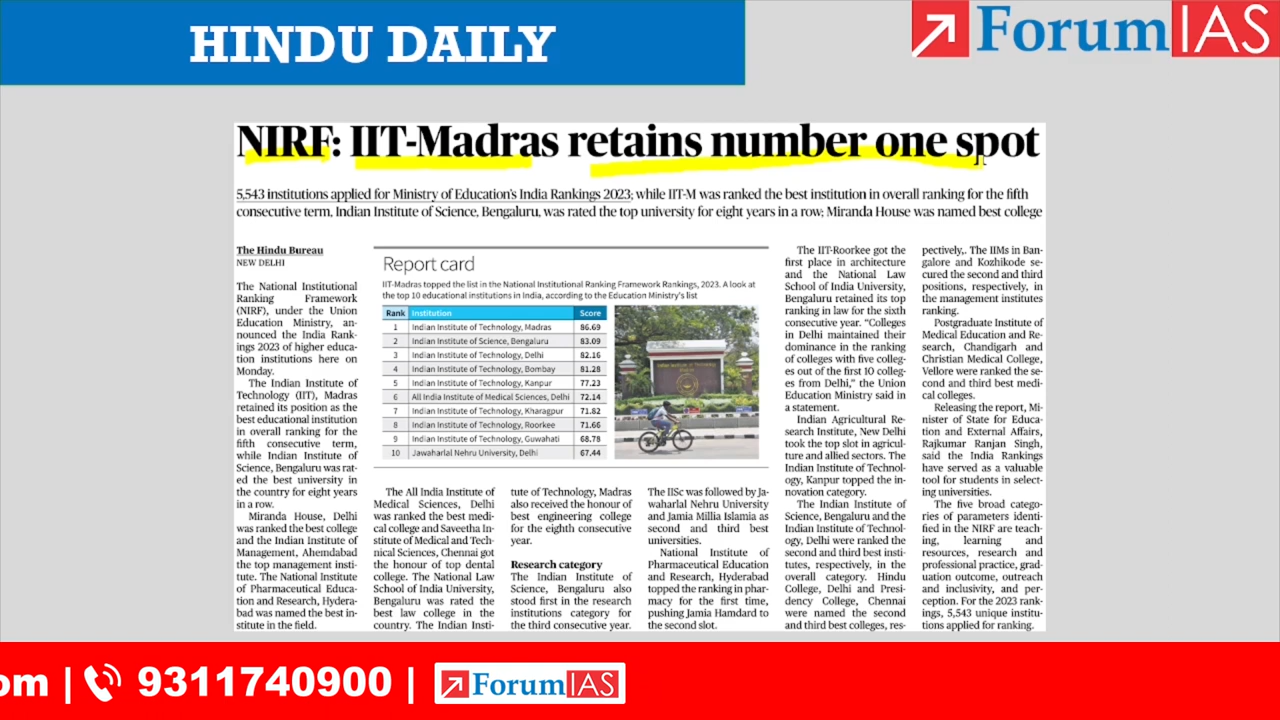 HINDU DAILY
ForumIAS
NIRF: IIT-Madras retains number one spot
5,543 institutions applied for Ministry of Education's India Rankings 2023; while IIT-M was ranked the best institution in overall ranking for the fifth
consecutive term, Indian Institute of Science, Bengaluru, was rated the top university for eight years in a row; Miranda House was named best college
The Hindu Bureau
NEW DELHI
The National Institutional
Ranking Framework
(NIRF), under the Union
Education Ministry, an-
nounced the India Rank-
ings 2023 of higher educa-
tion institutions here on
Monday.
The Indian Institute of
Technology (IIT), Madras
retained its position as the
best educational institution
in overall ranking for the
fifth consecutive term,
while Indian Institute of
Science, Bengaluru was rat-
ed the best university in
the country for eight years
in a row.
Miranda House, Delhi
was ranked the best college
and the Indian Institute of
Management, Ahemdabad
the top management insti-
tute. The National Institute
of Pharmaceutical Educa-
tion and Research, Hydera-
bad was named the best in-
stitute in the field.
Report card
IIT-Madras topped the list in the National Institutional Ranking Framework Rankings, 2023. A look at
the top 10 educational institutions in India, according to the Education Ministry's list
Rank Institution Score
1 Indian Institute of Technology, Madras 86.69
2 Indian Institute of Science, Bengaluru 83.09
3 Indian Institute of Technology, Delhi 82.16
4 Indian Institute of Technology, Bombay 81.28
5 Indian Institute of Technology, Kanpur 77.23
6 All India Institute of Medical Sciences, Delhi 72.14
7 Indian Institute of Technology, Kharagpur 71.82
8 Indian Institute of Technology, Roorkee 71.66
9 Indian Institute of Technology, Guwahati 68.78
10 Jawaharlal Nehru University, Delhi 67.44
The All India Institute of
Medical Sciences, Delhi
was ranked the best medi-
cal college and Saveetha In-
stitute of Medical and Tech-
nical Sciences, Chennai got
the honour of top dental
college. The National Law
School of India University,
Bengaluru was rated the
best law college in the
country. The Indian Insti-
tute of Technology, Madras
also received the honour of
best engineering college
for the eighth consecutive
year.
Research category
The Indian Institute of
Science, Bengaluru also
stood first in the research
institutions category for
the third consecutive year.
The IISc was followed by Ja-
waharlal Nehru University
and Jamia Millia Islamia as
second and third best
universities.
National Institute of
Pharmaceutical Education
and Research, Hyderabad
topped the ranking in phar-
macy for the first time,
pushing Jamia Hamdard to
the second slot.
The IIT-Roorkee got the
first place in architecture
and the National Law
School of India University,
Bengaluru retained its top
ranking in law for the sixth
consecutive year. “Colleges
in Delhi maintained their
dominance in the ranking
of colleges with five colleg-
es out of the first 10 colleg-
es from Delhi,” the Union
Education Ministry said in
a statement.
Indian Agricultural Re-
search Institute, New Delhi
took the top slot in agricul-
ture and allied sectors. The
Indian Institute of Technol-
ogy, Kanpur topped the in-
novation category.
The Indian Institute of
Science, Bengaluru and the
Indian Institute of Technol-
ogy, Delhi were ranked the
second and third best insti-
tutes, respectively, in the
overall category. Hindu
College, Delhi and Presi-
dency College, Chennai
were named the second
and third best colleges, res-
pectively,. The IIMs in Ban-
galore and Kozhikode se-
cured the second and third
positions, respectively, in
the management institutes
ranking.
Postgraduate Institute of
Medical Education and Re-
search, Chandigarh and
Christian Medical College,
Vellore were ranked the se-
cond and third best medi-
cal colleges.
Releasing the report, Mi-
nister of State for Educa-
tion and External Affairs,
Rajkumar Ranjan Singh,
said the India Rankings
have served as a valuable
tool for students in select-
ing universities.
The five broad catego-
ries of parameters identi-
fied in the NIRF are teach-
ing, learning and
resources, research and
professional practice, grad-
uation outcome, outreach
and inclusivity, and per-
ception. For the 2023 rank-
ings, 5,543 unique institu-
tions applied for ranking.
om | 9311740900 | ForumIAS